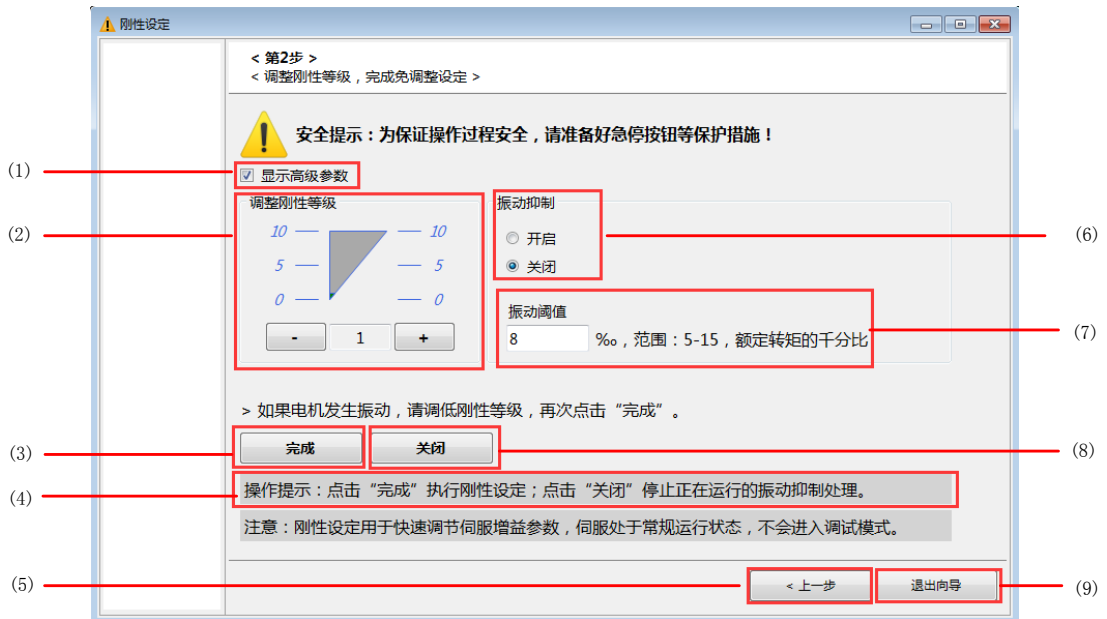 刚性设定
< 第2步 >
< 调整刚性等级，完成免调整设定 >
安全提示：为保证操作过程安全，请准备好急停按钮等保护措施！
(1)
显示高级参数
调整刚性等级
振动抑制
(2)
10
10
开启
(6)
5
5
关闭
0
0
振动阈值
- 1 +
8 ‰，范围：5-15，额定转矩的千分比
(7)
> 如果电机发生振动，请调低刚性等级，再次点击“完成”。
(3)
完成
关闭
(8)
(4)
操作提示：点击“完成”执行刚性设定；点击“关闭”停止正在运行的振动抑制处理。
注意：刚性设定用于快速调节伺服增益参数，伺服处于常规运行状态，不会进入调试模式。
(5)
< 上一步
退出向导
(9)